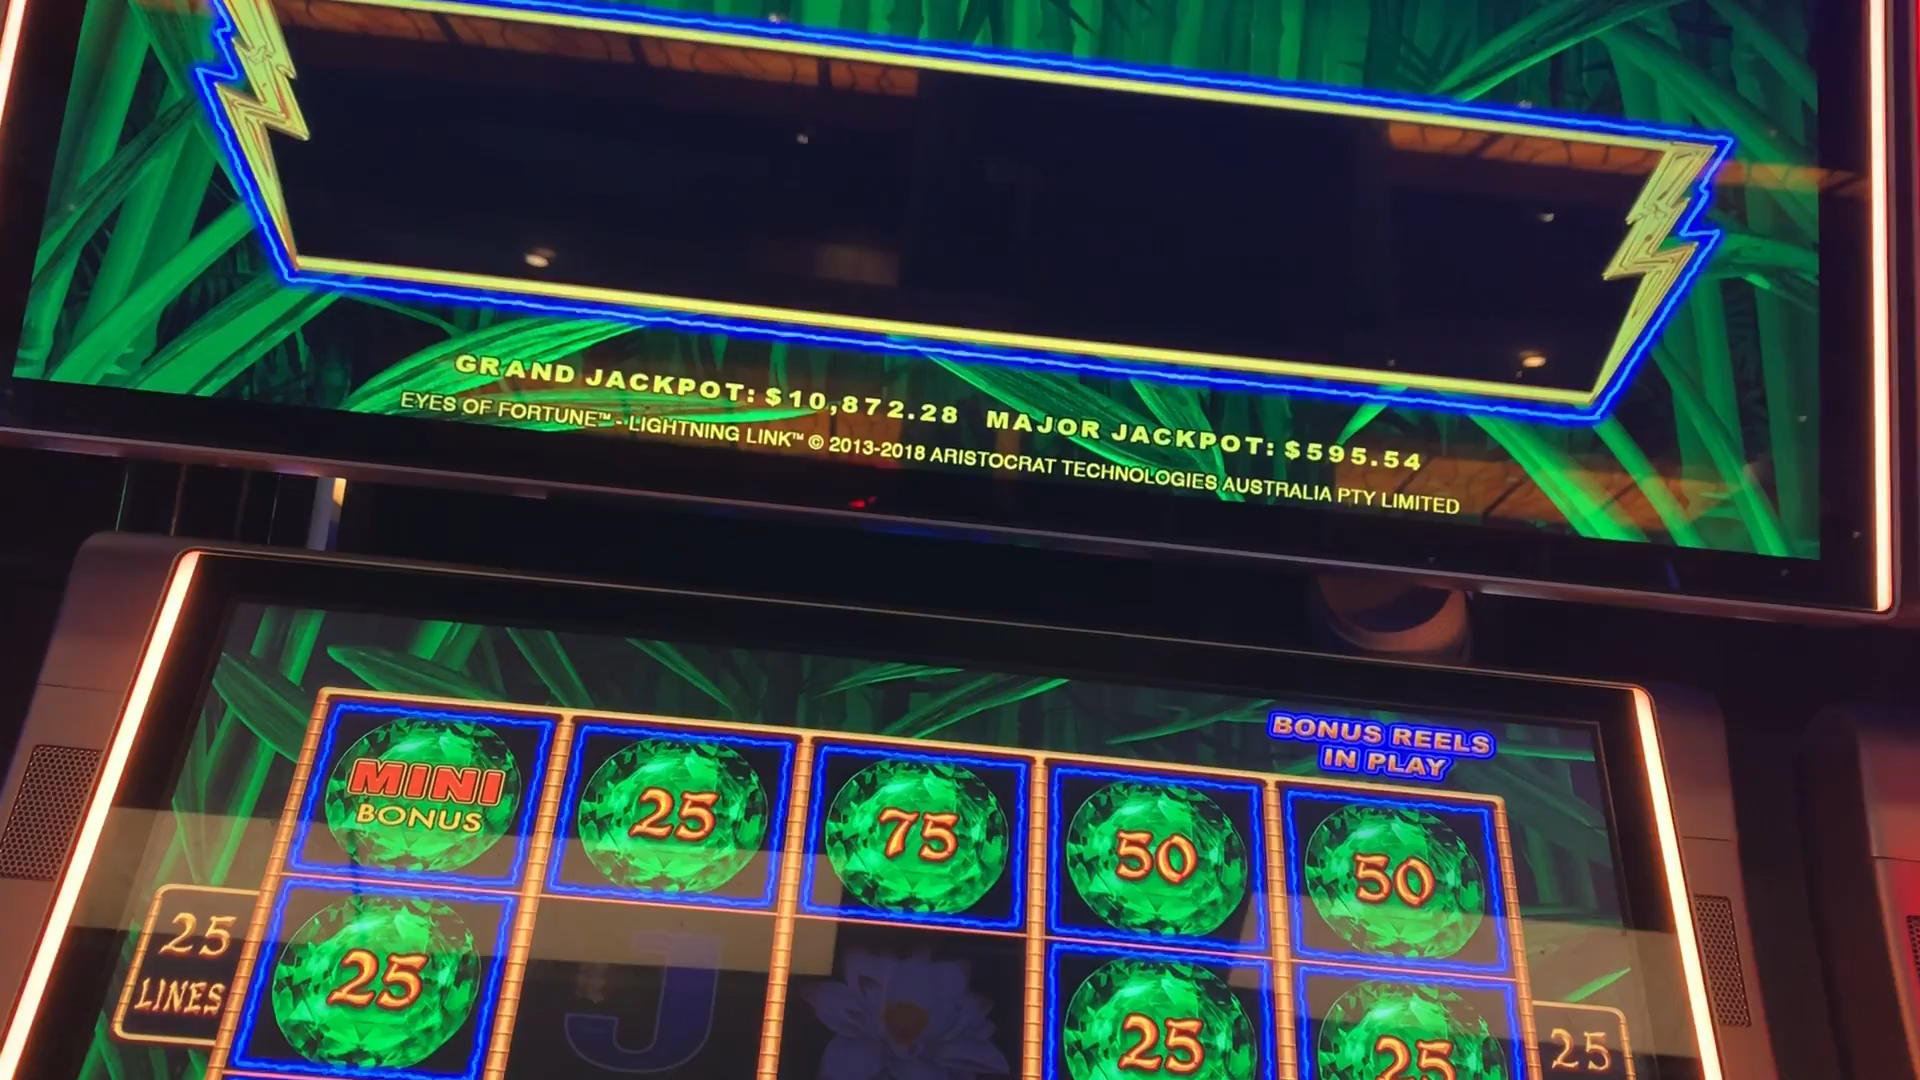 GRAND JACKPOT: $10,872.28 MAJOR JACKPOT: $595.54
EYES OF FORTUNE™ - LIGHTNING LINK™ © 2013-2018 ARISTOCRAT TECHNOLOGIES AUSTRALIA PTY LIMITED
BONUS REELS
IN PLAY
MINI
BONUS
25
75
50
50
25
LINES
25
J
25
25
25